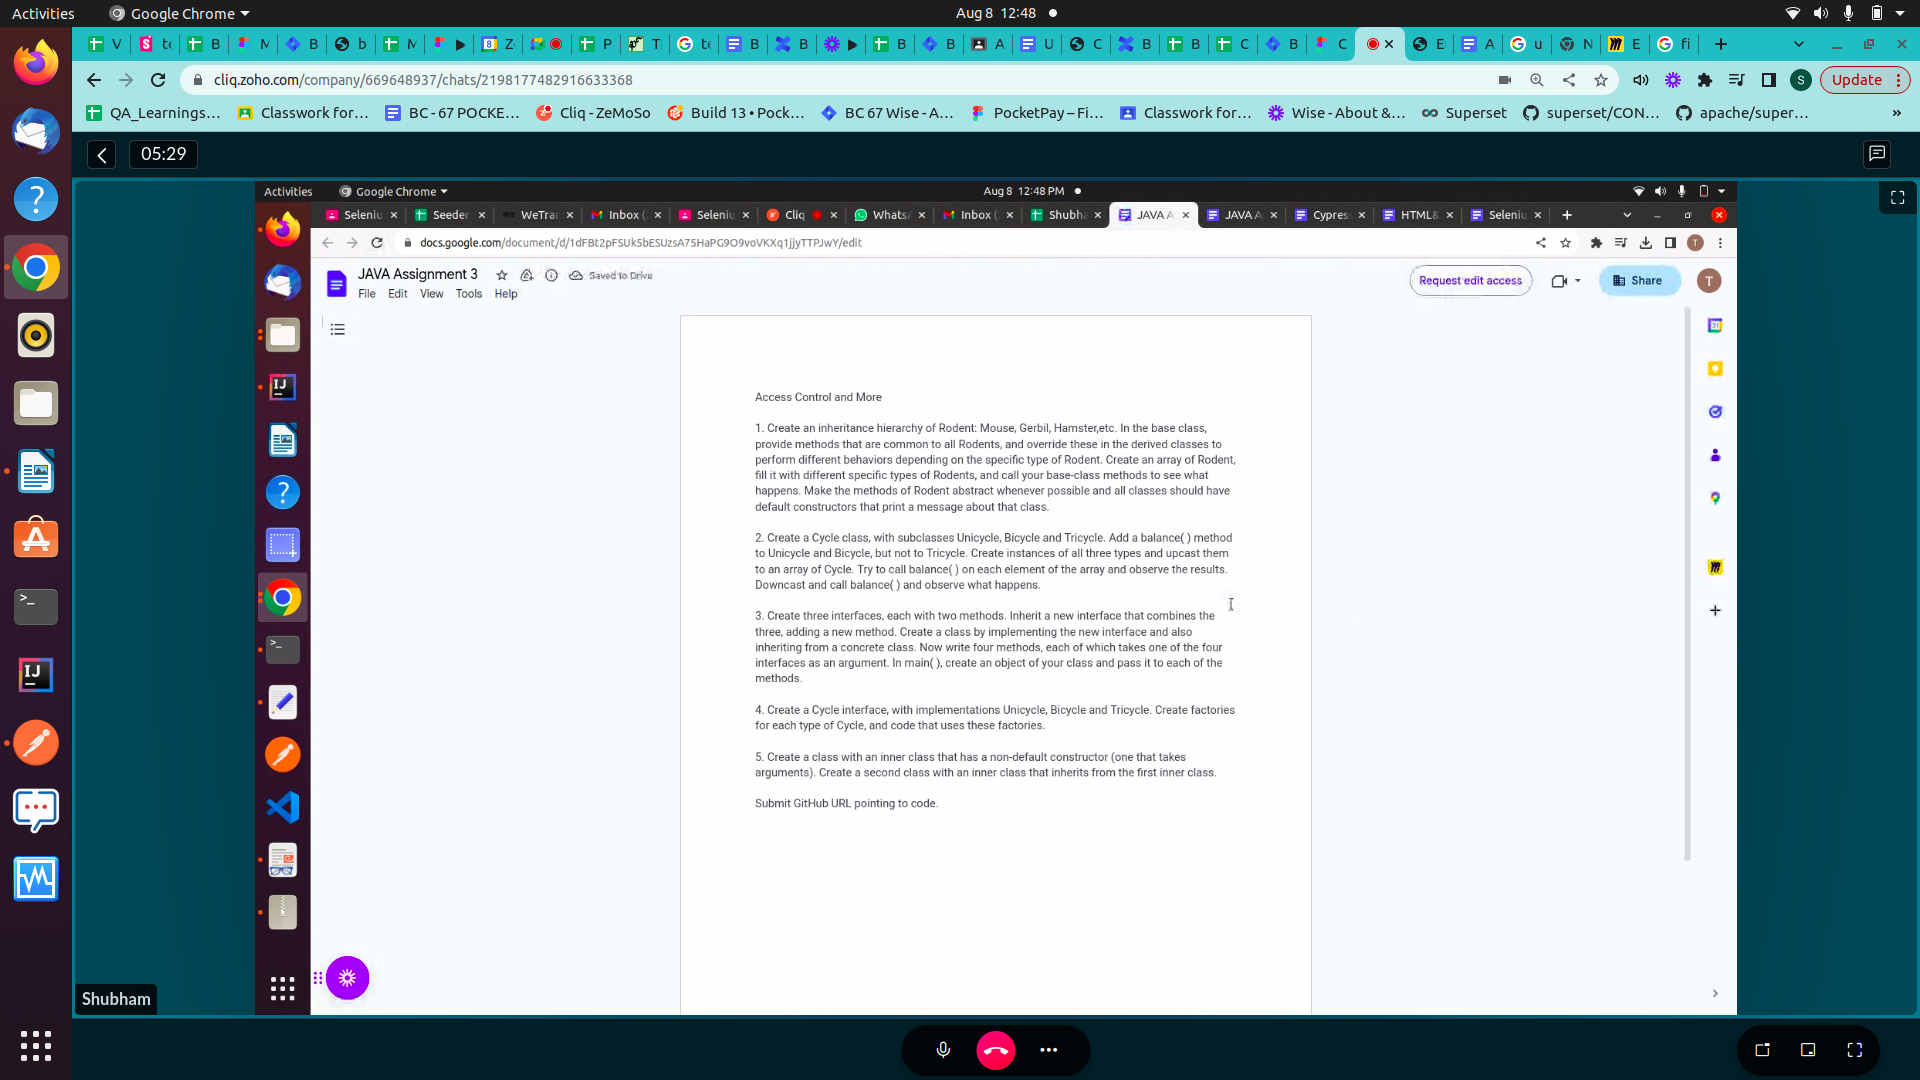 Activities
Google Chrome
Aug 8 12:48
V
te
B
M
B
b
M
Z
P
T
te
B
B
B
B
A
U
C
B
B
C
B
C
E
A
u
N
E
fi
cliq.zoho.com/company/669648937/chats/2198177482916633368
S
Update
QA_Learnings...
Classwork for...
BC - 67 POCKE...
Cliq - ZeMoSo
Build 13 • Pock...
BC 67 Wise - A...
PocketPay – Fi...
Classwork for...
Wise - About &...
Superset
superset/CON...
apache/super...
»
05:29
Activities
Google Chrome
Aug 8 12:48 PM
Seleniu
Seeder
WeTran
Inbox (
Seleniu
Cliq
WhatsA
Inbox (
Shubha
JAVA A
JAVA A
Cypres
HTML&
Seleniu
docs.google.com/document/d/1dFBt2pFSUk5bESUzsA75HaPG9O9voVKXq1jjyTTPJwY/edit
T
JAVA Assignment 3
Saved to Drive
File Edit View Tools Help
Request edit access
Share
T
Access Control and More
1. Create an inheritance hierarchy of Rodent: Mouse, Gerbil, Hamster,etc. In the base class,
provide methods that are common to all Rodents, and override these in the derived classes to
perform different behaviors depending on the specific type of Rodent. Create an array of Rodent,
fill it with different specific types of Rodents, and call your base-class methods to see what
happens. Make the methods of Rodent abstract whenever possible and all classes should have
default constructors that print a message about that class.
2. Create a Cycle class, with subclasses Unicycle, Bicycle and Tricycle. Add a balance( ) method
to Unicycle and Bicycle, but not to Tricycle. Create instances of all three types and upcast them
to an array of Cycle. Try to call balance( ) on each element of the array and observe the results.
Downcast and call balance( ) and observe what happens.
3. Create three interfaces, each with two methods. Inherit a new interface that combines the
three, adding a new method. Create a class by implementing the new interface and also
inheriting from a concrete class. Now write four methods, each of which takes one of the four
interfaces as an argument. In main( ), create an object of your class and pass it to each of the
methods.
4. Create a Cycle interface, with implementations Unicycle, Bicycle and Tricycle. Create factories
for each type of Cycle, and code that uses these factories.
5. Create a class with an inner class that has a non-default constructor (one that takes
arguments). Create a second class with an inner class that inherits from the first inner class.
Submit GitHub URL pointing to code.
Shubham